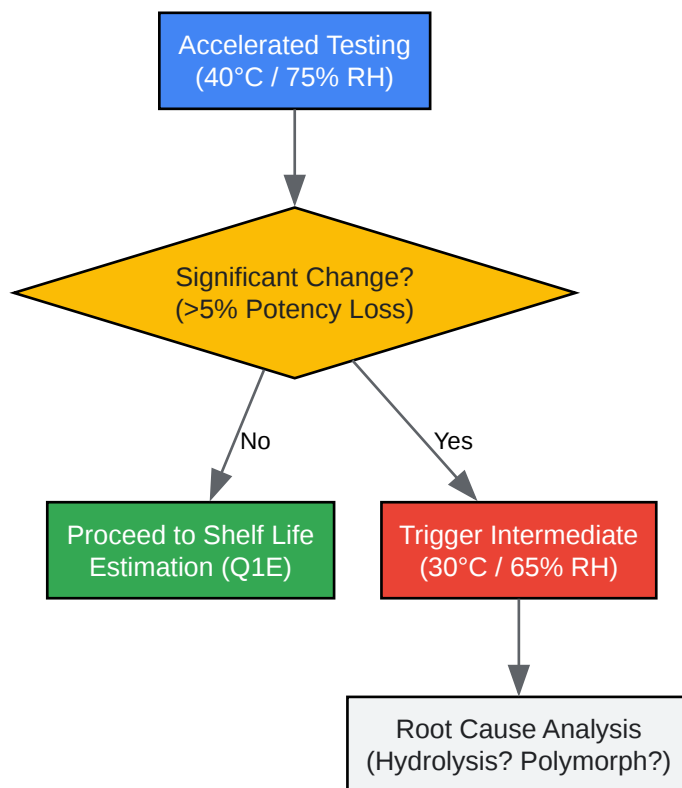 Accelerated Testing
(40°C / 75% RH)
Significant Change?
(>5% Potency Loss)
No
Yes
Proceed to Shelf Life
Estimation (Q1E)
Trigger Intermediate
(30°C / 65% RH)
Root Cause Analysis
(Hydrolysis? Polymorph?)